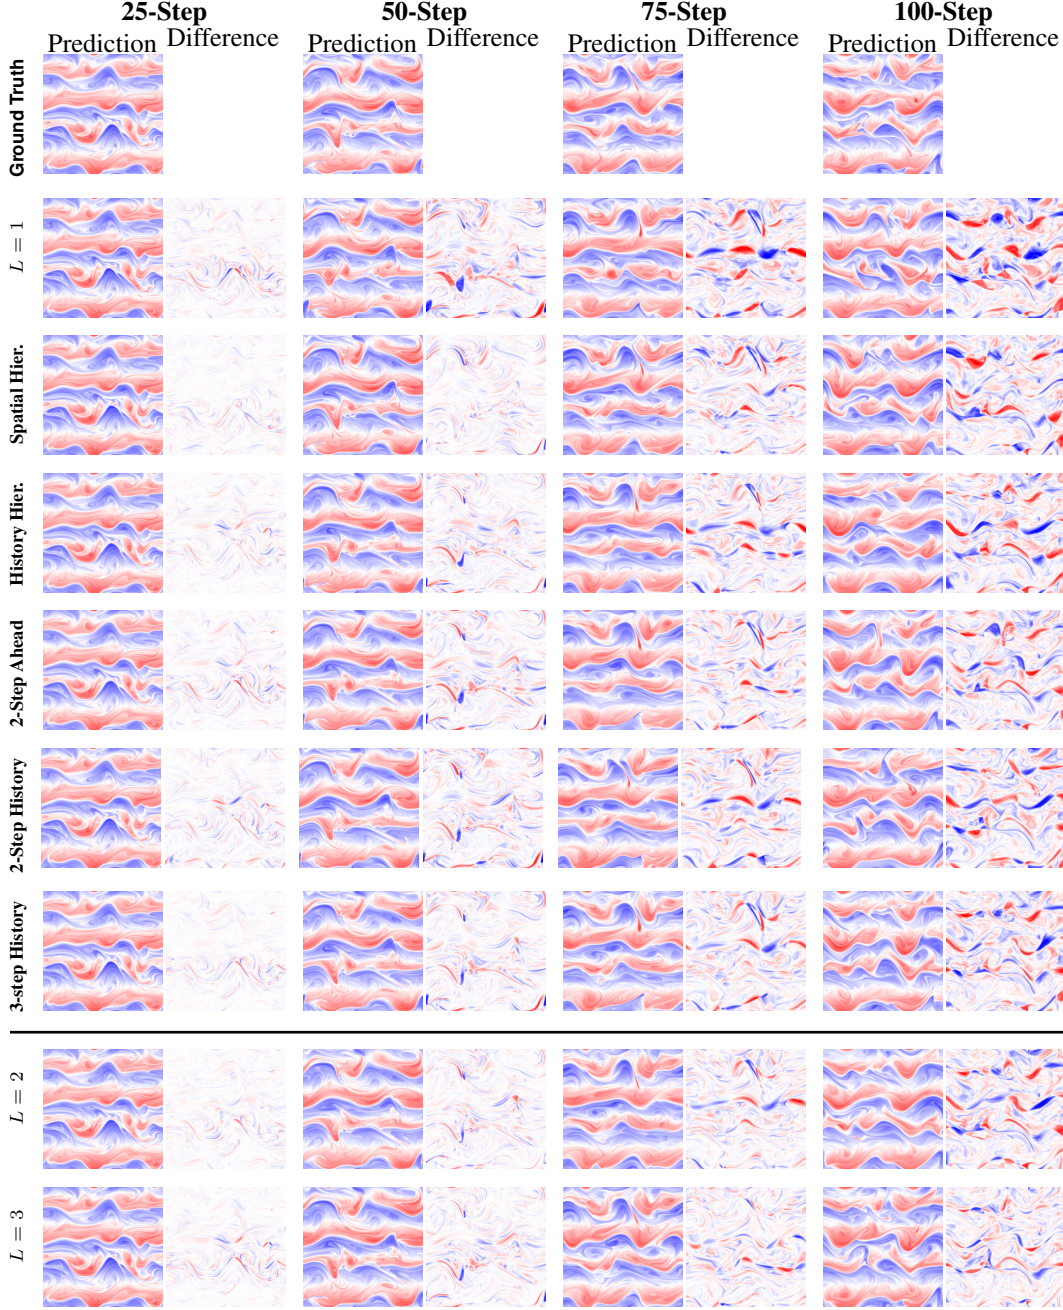 25-Step 50-Step 75-Step 100-Step
Prediction Difference Prediction Difference Prediction Difference Prediction Difference
Ground Truth
L = 1
Spatial Hier.
History Hier.
2-Step Ahead
2-Step History
3-step History
L = 2
L = 3